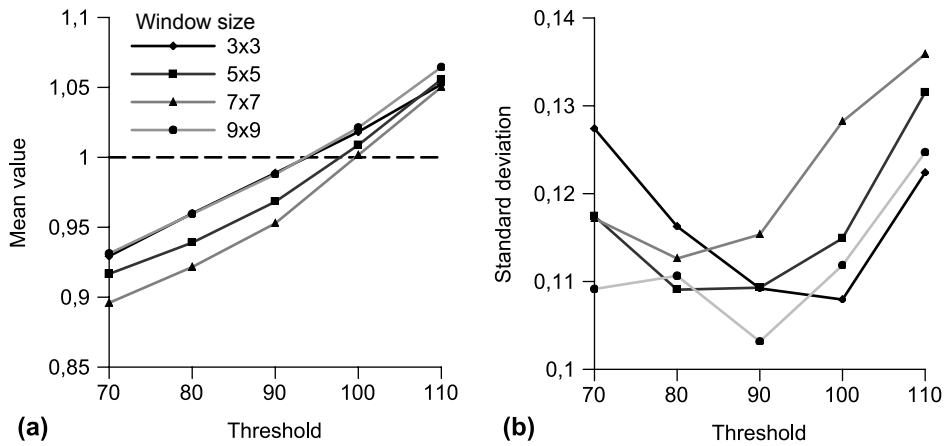 Window size
3x3
5x5
7x7
9x9
1,1
1,05
1
0,95
0,9
0,85
Mean value
70 80 90 100 110
Threshold
(a)
0,14
0,13
0,12
0,11
0,1
Standard deviation
70 80 90 100 110
Threshold
(b)